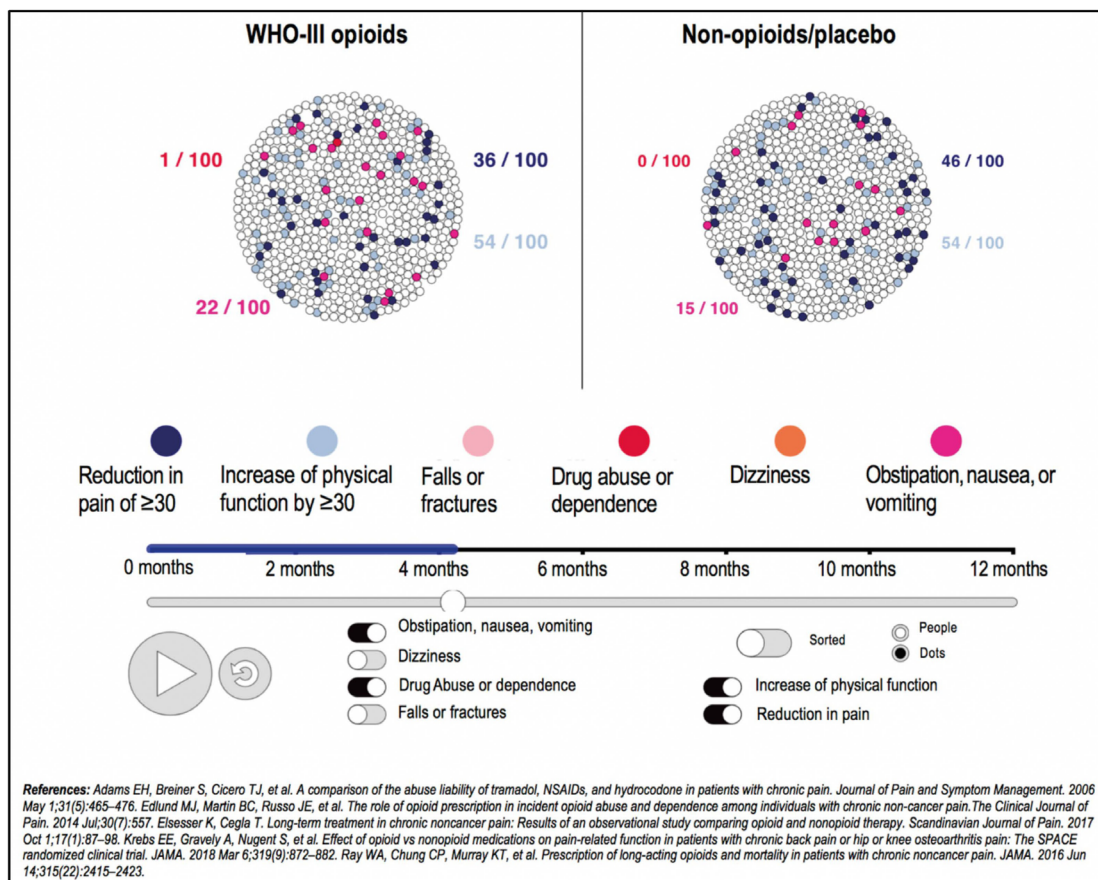 WHO-III opioids
Non-opioids/placebo
1 / 100
36 / 100
54 / 100
22 / 100
0 / 100
46 / 100
54 / 100
15 / 100
Reduction in
pain of ≥30
Increase of physical
function by ≥30
Falls or
fractures
Drug abuse or
dependence
Dizziness
Obstipation, nausea, or
vomiting
0 months
2 months
4 months
6 months
8 months
10 months
12 months
Obstipation, nausea, vomiting
Dizziness
Drug Abuse or dependence
Falls or fractures
Sorted
People
Dots
Increase of physical function
Reduction in pain
References: Adams EH, Breiner S, Cicero TJ, et al. A comparison of the abuse liability of tramadol, NSAIDs, and hydrocodone in patients with chronic pain. Journal of Pain and Symptom Management. 2006
May 1;31(5):465–476. Edlund MJ, Martin BC, Russo JE, et al. The role of opioid prescription in incident opioid abuse and dependence among individuals with chronic non-cancer pain.The Clinical Journal of
Pain. 2014 Jul;30(7):557. Elsesser K, Cegla T. Long-term treatment in chronic noncancer pain: Results of an observational study comparing opioid and nonopioid therapy. Scandinavian Journal of Pain. 2017
Oct 1;17(1):87–98. Krebs EE, Gravely A, Nugent S, et al. Effect of opioid vs nonopioid medications on pain-related function in patients with chronic back pain or hip or knee osteoarthritis pain: The SPACE
randomized clinical trial. JAMA. 2018 Mar 6;319(9):872–882. Ray WA, Chung CP, Murray KT, et al. Prescription of long-acting opioids and mortality in patients with chronic noncancer pain. JAMA. 2016 Jun
14;315(22):2415–2423.